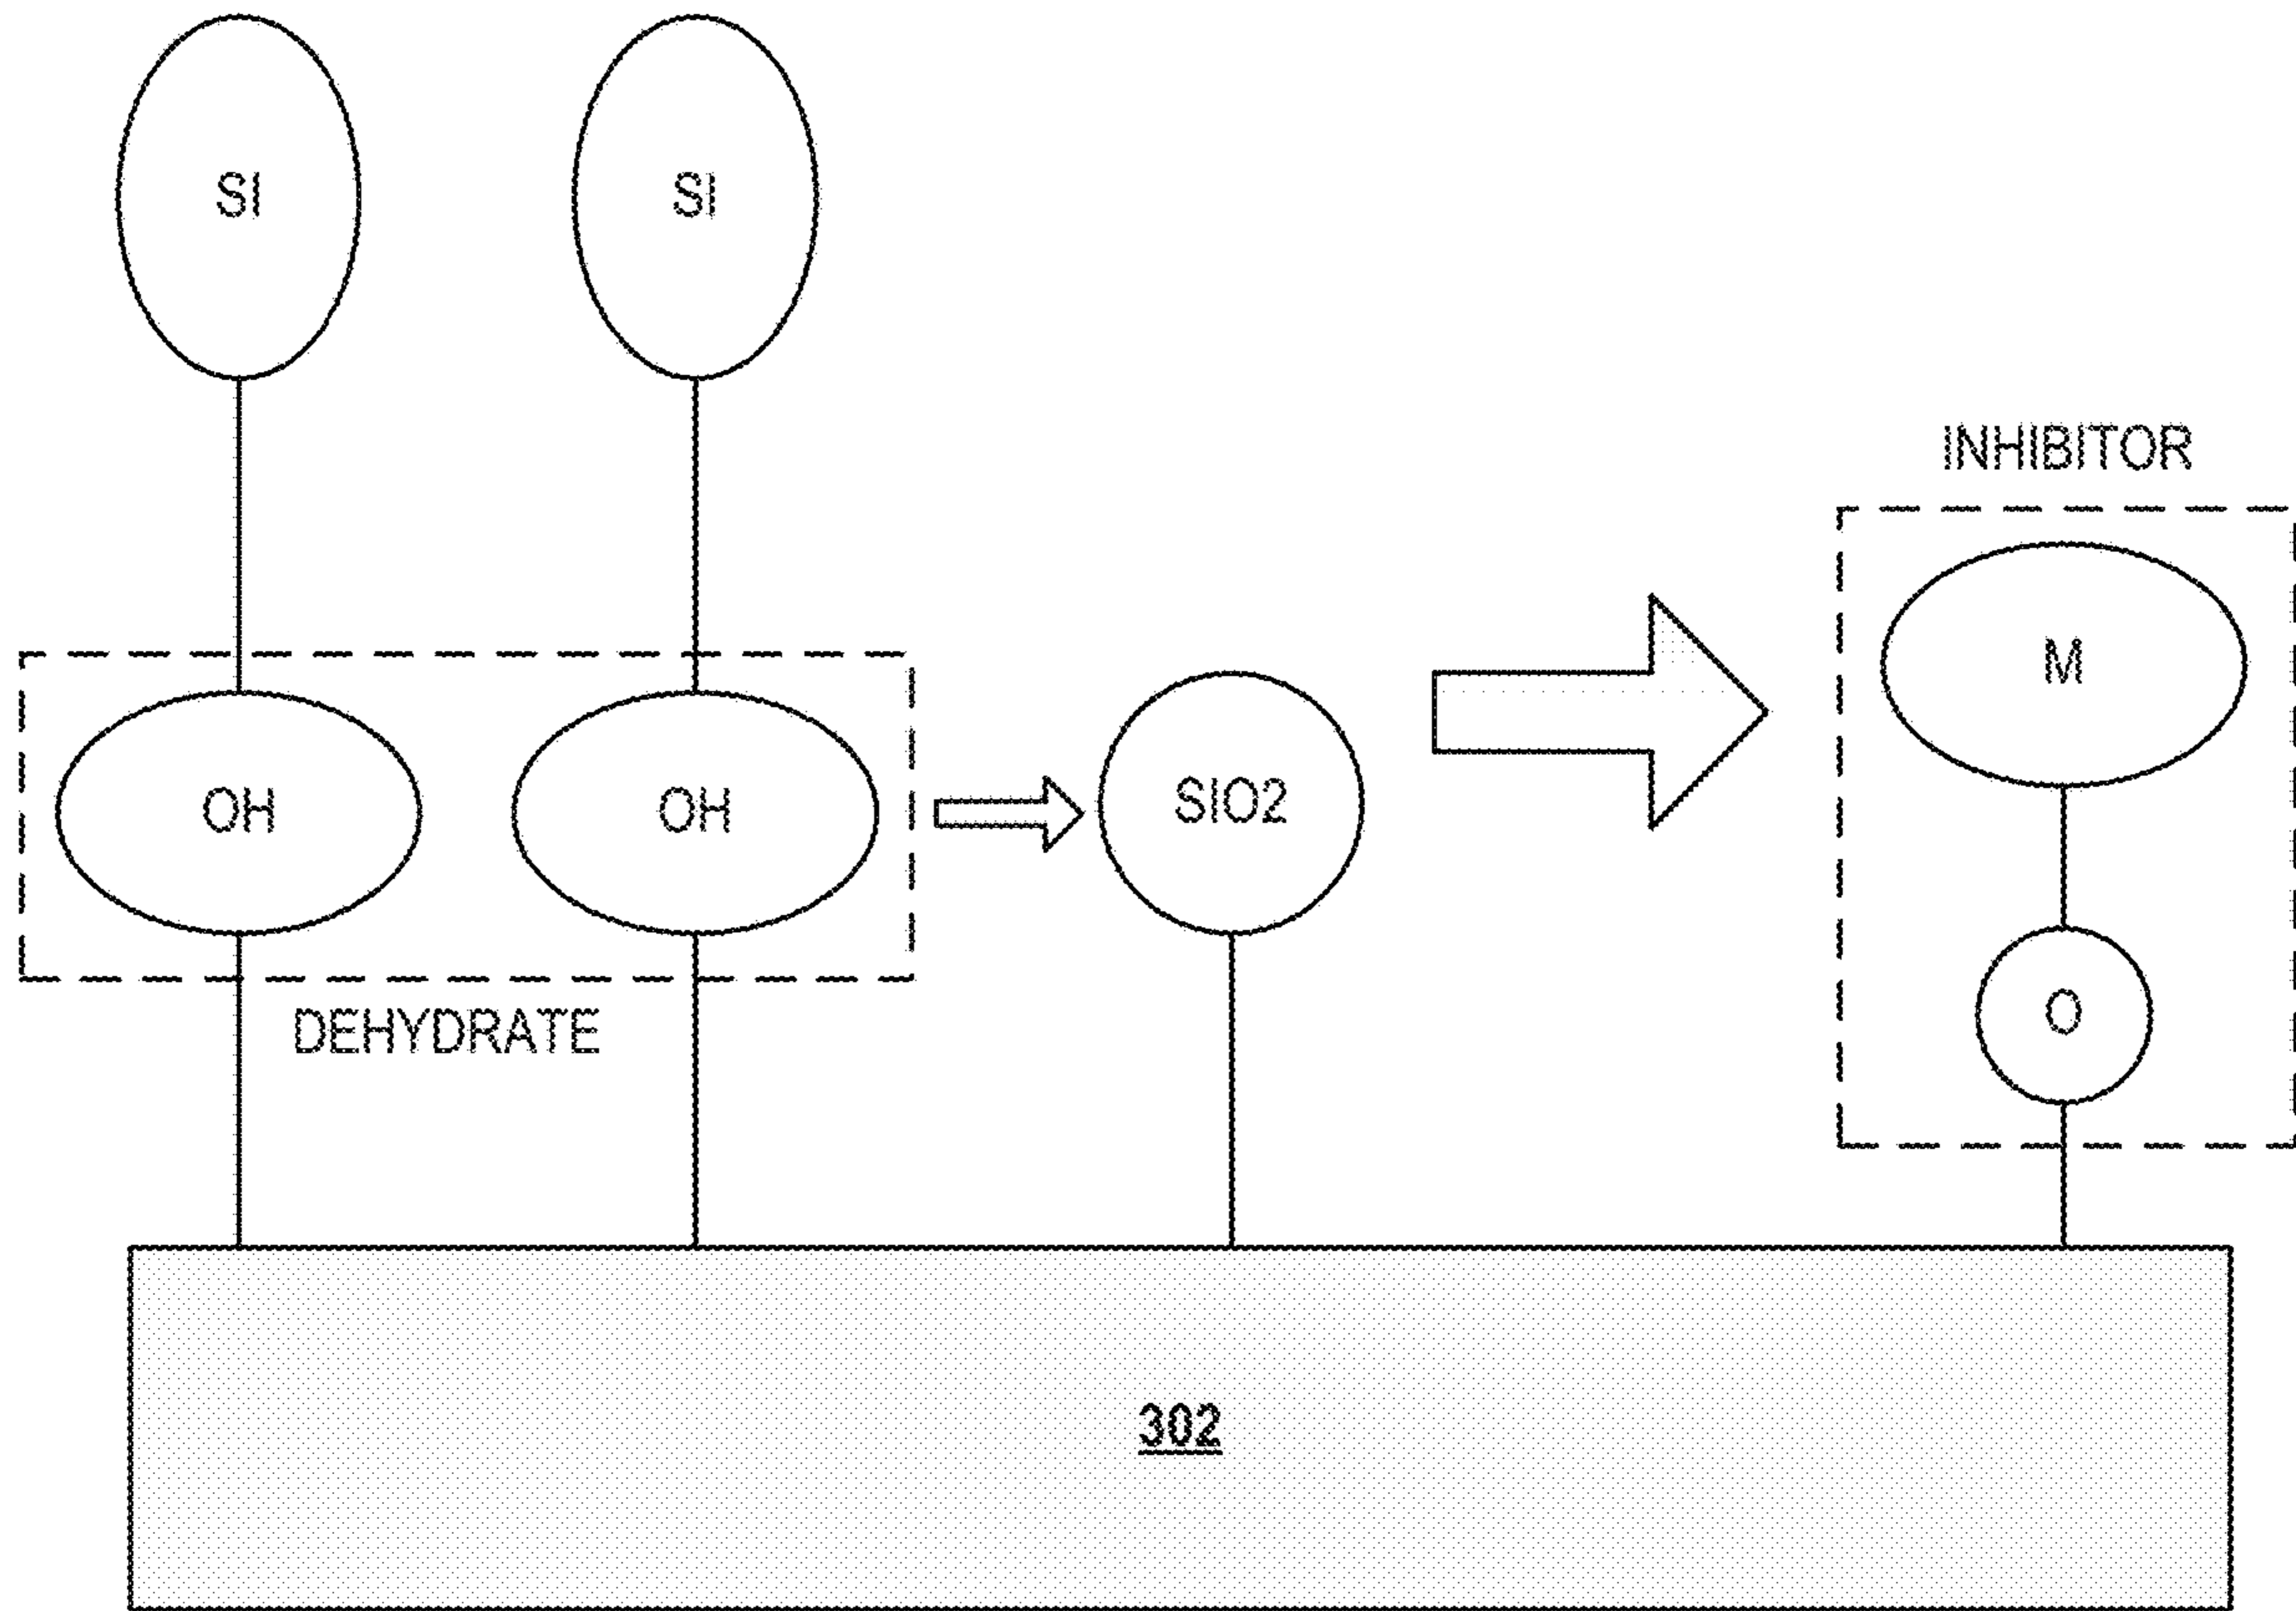 SI
SI
INHIBITOR
M
OH
OH
SIO2
O
DEHYDRATE
302